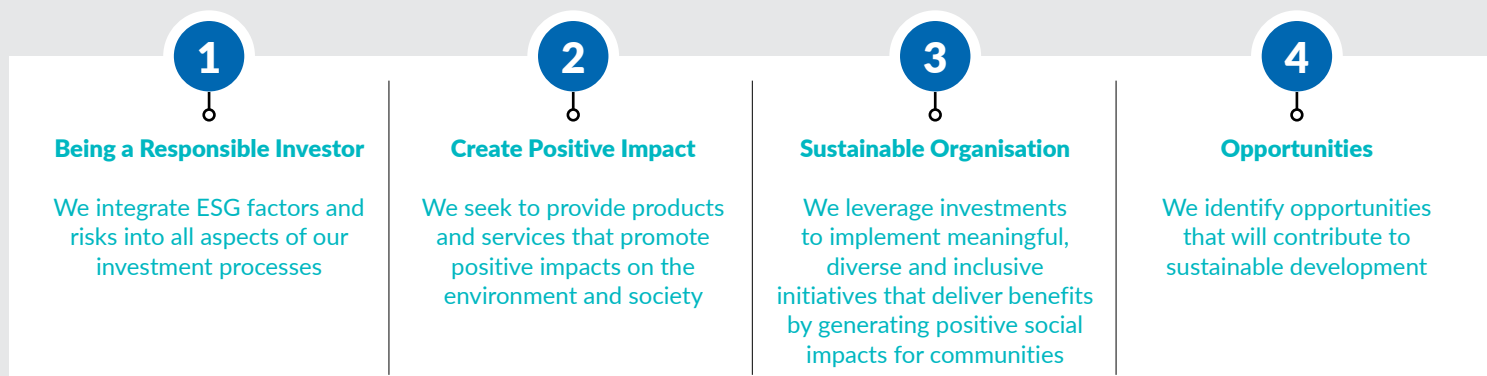 1
Being a Responsible Investor
We integrate ESG factors and
risks into all aspects of our
investment processes
2
Create Positive Impact
We seek to provide products
and services that promote
positive impacts on the
environment and society
3
Sustainable Organisation
We leverage investments
to implement meaningful,
diverse and inclusive
initiatives that deliver benefits
by generating positive social
impacts for communities
4
Opportunities
We identify opportunities
that will contribute to
sustainable development